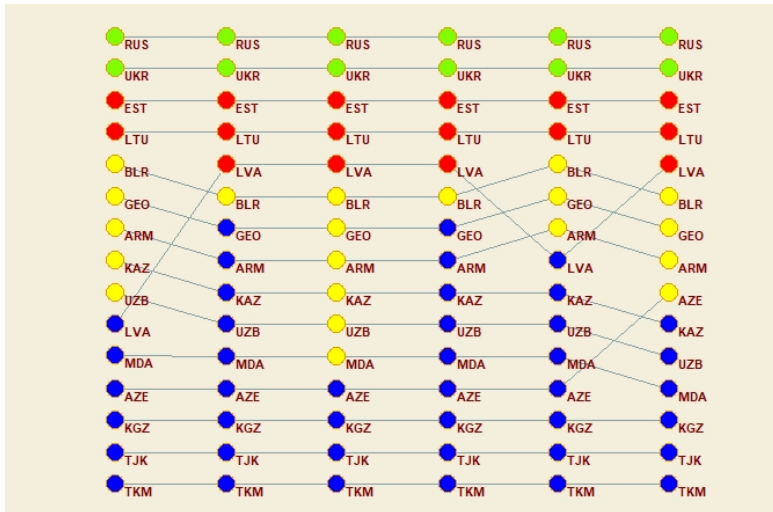 RUS RUS RUS RUS RUS RUS
UKR UKR UKR UKR UKR UKR
EST EST EST EST EST EST
LTU LTU LTU LTU LTU LTU
BLR LVA LVA LVA BLR LVA
GEO BLR BLR BLR GEO BLR
ARM GEO GEO GEO ARM GEO
KAZ ARM ARM ARM LVA ARM
UZB KAZ KAZ KAZ KAZ AZE
LVA UZB UZB UZB UZB KAZ
MDA MDA MDA MDA MDA UZB
AZE AZE AZE AZE AZE MDA
KGZ KGZ KGZ KGZ KGZ KGZ
TJK TJK TJK TJK TJK TJK
TKM TKM TKM TKM TKM TKM